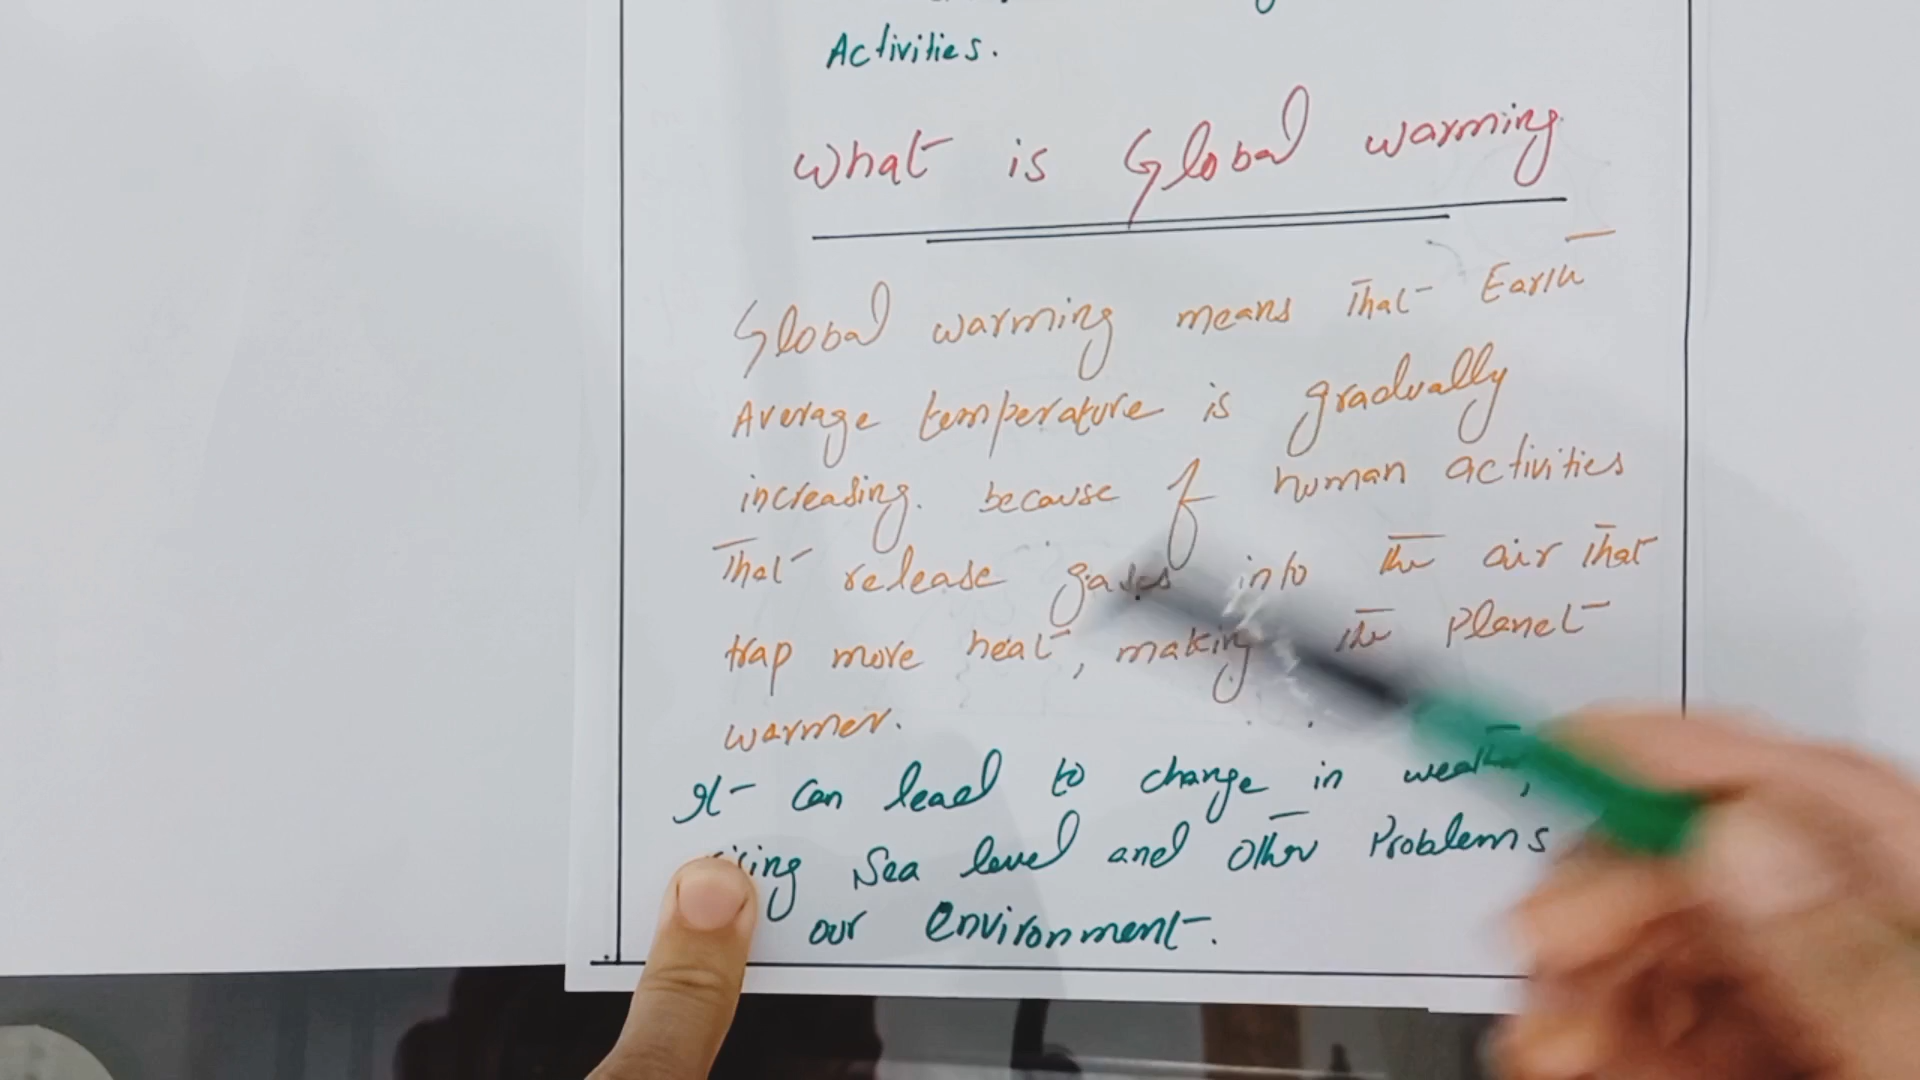 Activities.
What is Global warming
Global warming means that Earth
Average temperature is gradually
increasing. because of human activities
that release gases into the air that
trap more heat, making the planet
warmer.
It can lead to change in weather,
Sea level and other Problems
our environment.